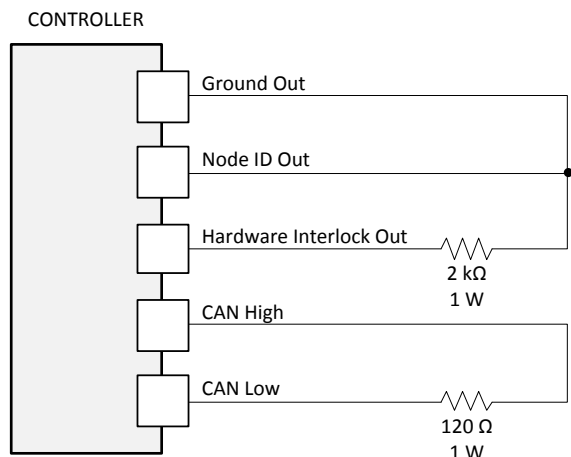 CONTROLLER
Ground Out
Node ID Out
Hardware Interlock Out
2 kΩ
1 W
CAN High
CAN Low
120 Ω
1 W